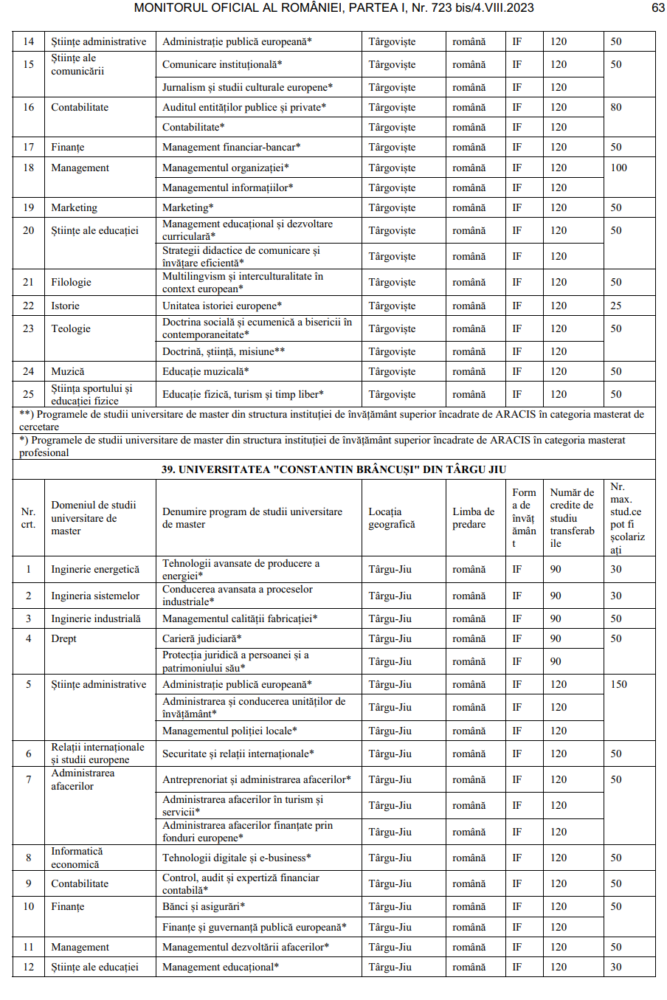 MONITORUL OFICIAL AL ROMÂNIEI, PARTEA I, Nr. 723 bis/4.VIII.2023 63
14 Științe administrative Administrație publică europeană* Târgoviște română IF 120 50
15 Științe ale comunicării Comunicare instituțională* Târgoviște română IF 120 50
Jurnalism și studii culturale europene* Târgoviște română IF 120
16 Contabilitate Auditul entităților publice și private* Târgoviște română IF 120 80
Contabilitate* Târgoviște română IF 120
17 Finanțe Management financiar-bancar* Târgoviște română IF 120 50
18 Management Managementul organizației* Târgoviște română IF 120 100
Managementul informațiilor* Târgoviște română IF 120
19 Marketing Marketing* Târgoviște română IF 120 50
20 Științe ale educației Management educațional și dezvoltare curriculară* Târgoviște română IF 120 50
Strategii didactice de comunicare și învățare eficientă* Târgoviște română IF 120
21 Filologie Multilingvism și interculturalitate în context european* Târgoviște română IF 120 50
22 Istorie Unitatea istoriei europene* Târgoviște română IF 120 25
23 Teologie Doctrina socială și ecumenică a bisericii în contemporaneitate* Târgoviște română IF 120 50
Doctrină, știință, misiune** Târgoviște română IF 120
24 Muzică Educație muzicală* Târgoviște română IF 120 50
25 Știința sportului și educației fizice Educație fizică, turism și timp liber* Târgoviște română IF 120 50
**) Programele de studii universitare de master din structura instituției de învățământ superior încadrate de ARACIS în categoria masterat de
cercetare
*) Programele de studii universitare de master din structura instituției de învățământ superior încadrate de ARACIS în categoria masterat
profesional
39. UNIVERSITATEA "CONSTANTIN BRÂNCUȘI" DIN TÂRGU JIU
Nr. crt. Domeniul de studii universitare de master Denumire program de studii universitare de master Locația geografică Limba de predare Form a de învăț ămân t Număr de credite de studiu transferab ile Nr. max. stud.ce pot fi școlariz ați
1 Inginerie energetică Tehnologii avansate de producere a energiei* Târgu-Jiu română IF 90 30
2 Ingineria sistemelor Conducerea avansata a proceselor industriale* Târgu-Jiu română IF 90 30
3 Inginerie industrială Managementul calității fabricației* Târgu-Jiu română IF 90 50
4 Drept Carieră judiciară* Târgu-Jiu română IF 90 50
Protecția juridică a persoanei și a patrimoniului său* Târgu-Jiu română IF 90
5 Științe administrative Administrație publică europeană* Târgu-Jiu română IF 120 150
Administrarea și conducerea unităților de învățământ* Târgu-Jiu română IF 120
Managementul poliției locale* Târgu-Jiu română IF 120
6 Relații internaționale și studii europene Securitate și relații internaționale* Târgu-Jiu română IF 120 50
7 Administrarea afacerilor Antreprenoriat și administrarea afacerilor* Târgu-Jiu română IF 120 50
Administrarea afacerilor în turism și servicii* Târgu-Jiu română IF 120
Administrarea afacerilor finanțate prin fonduri europene* Târgu-Jiu română IF 120
8 Informatică economică Tehnologii digitale și e-business* Târgu-Jiu română IF 120 50
9 Contabilitate Control, audit și expertiză financiar contabilă* Târgu-Jiu română IF 120 50
10 Finanțe Bănci și asigurări* Târgu-Jiu română IF 120 50
Finanțe și guvernanță publică europeană* Târgu-Jiu română IF 120
11 Management Managementul dezvoltării afacerilor* Târgu-Jiu română IF 120 50
12 Științe ale educației Management educațional* Târgu-Jiu română IF 120 30